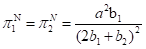 π₁ᴺ = π₂ᴺ = a²b₁ / (2b₁ + b₂)²